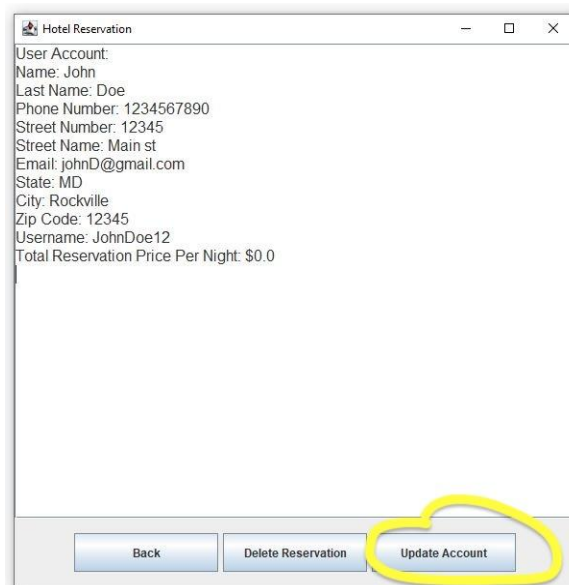 Hotel Reservation
User Account:
Name: John
Last Name: Doe
Phone Number: 1234567890
Street Number: 12345
Street Name: Main st
Email: johnD@gmail.com
State: MD
City: Rockville
Zip Code: 12345
Username: JohnDoe12
Total Reservation Price Per Night: $0.0
Back Delete Reservation Update Account